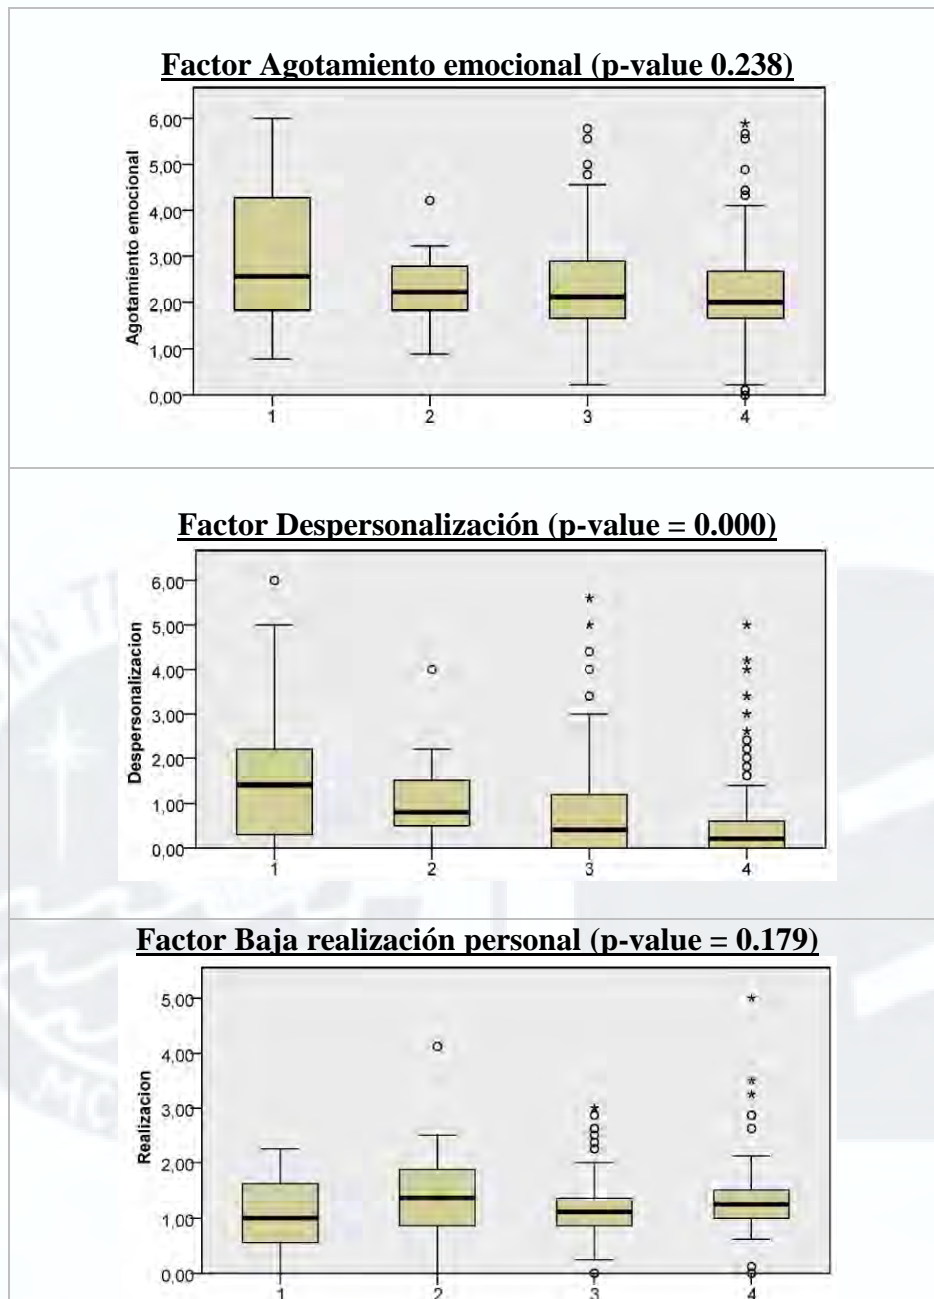 Factor Agotamiento emocional (p-value 0.238)
Agotamiento emocional
6,00
5,00
4,00
3,00
2,00
1,00
0,00
1 2 3 4
Factor Despersonalización (p-value = 0.000)
Despersonalizacion
6,00
5,00
4,00
3,00
2,00
1,00
0,00
1 2 3 4
Factor Baja realización personal (p-value = 0.179)
Realizacion
5,00
4,00
3,00
2,00
1,00
0,00
1 2 3 4